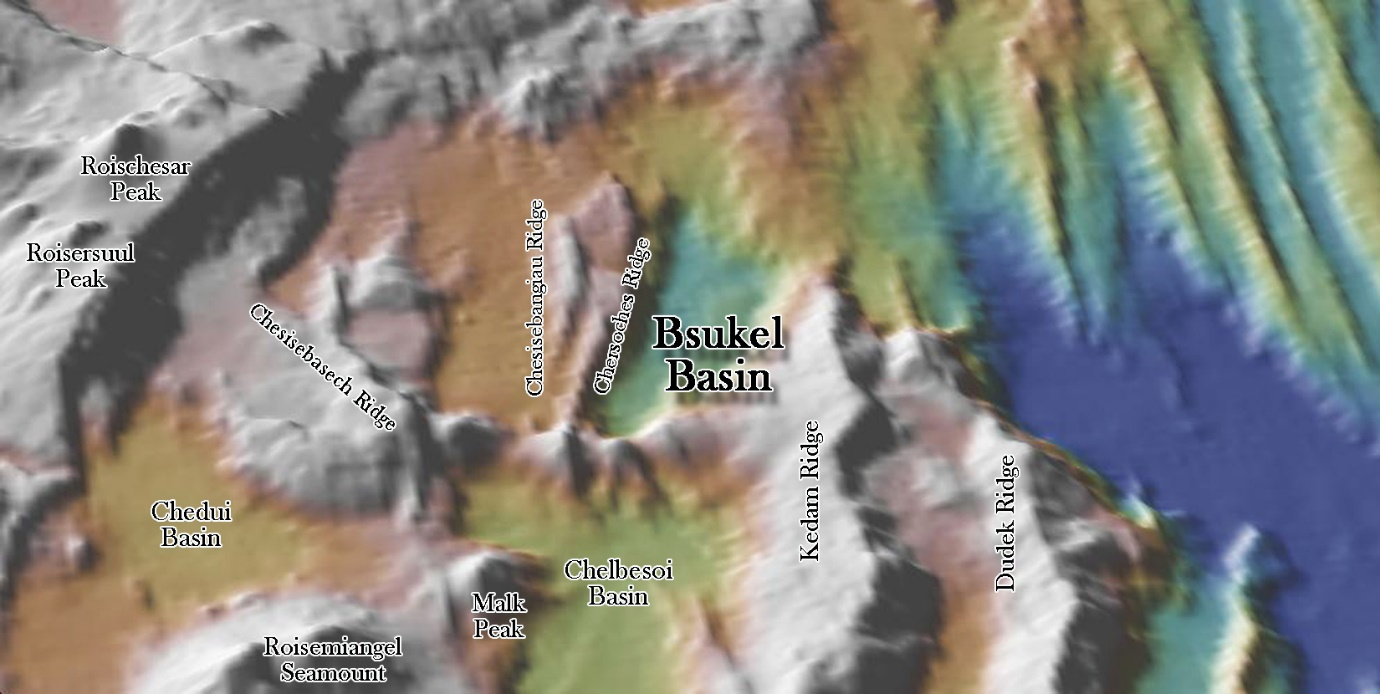 Roischesar
Peak
Roisersuul
Peak
Chesisebasech Ridge
Chesisebangiau Ridge
Chersoches Ridge
Bsukel
Basin
Kedam Ridge
Dudek Ridge
Chedui
Basin
Chelbesoi
Basin
Malk
Peak
Roisemiangel
Seamount